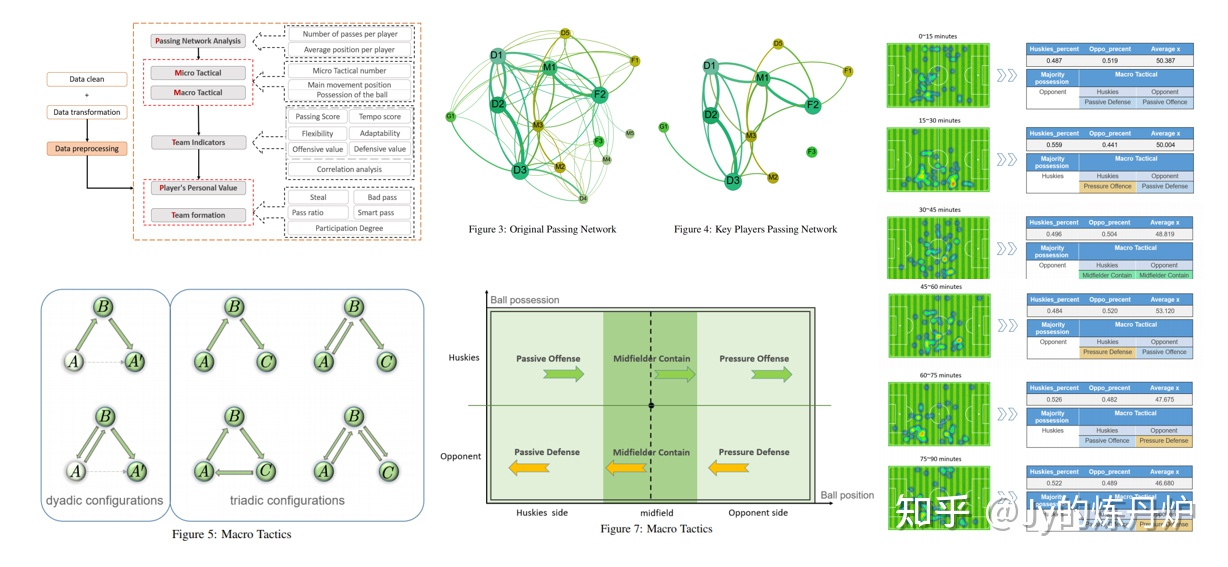 Data clean
+
Data transformation
Data preprocessing
Passing Network Analysis
Micro Tactical
Macro Tactical
Team Indicators
Player's Personal Value
Team formation
Number of passes per player
Average position per player
Micro Tactical number
Main movement position
Possession of the ball
Passing Score Tempo score
Flexibility Adaptability
Offensive value Defensive value
Correlation analysis
Steal Bad pass
Pass ratio Smart pass
Participation Degree
D5
D1
M1
F1
D2
F2
G1
M3
M5
F3
M4
D3
M2
D4
Figure 3: Original Passing Network
D5
D1
M1
F1
D2
F2
G1
M3
F3
D3
M2
Figure 4: Key Players Passing Network
B
A A'
B
A C
B
A C
B
A A'
B
A C
B
A C
dyadic configurations
triadic configurations
Figure 5: Macro Tactics
Ball possession
Huskies
Opponent
Passive Offense Midfielder Contain Pressure Offense
Passive Defense Midfielder Contain Pressure Defense
Ball position
Huskies side midfield Opponent side
Figure 7: Macro Tactics
0~15 minutes
Huskies_percent Oppo_precent Average x
0.487 0.519 50.387
Majority possession Macro Tactical
Opponent Huskies Opponent
Passive Defense Passive Offence
15~30 minutes
Huskies_percent Oppo_precent Average x
0.559 0.441 50.004
Majority possession Macro Tactical
Huskies Huskies Opponent
Pressure Offence Passive Defense
30~45 minutes
Huskies_percent Oppo_precent Average x
0.496 0.504 48.819
Majority possession Macro Tactical
Opponent Huskies Opponent
Midfielder Contain Midfielder Contain
45~60 minutes
Huskies_percent Oppo_precent Average x
0.484 0.520 53.120
Majority possession Macro Tactical
Opponent Huskies Opponent
Pressure Defense Passive Offence
60~75 minutes
Huskies_percent Oppo_precent Average x
0.526 0.482 47.675
Majority possession Macro Tactical
Huskies Huskies Opponent
Passive Offence Pressure Defense
75~90 minutes
Huskies_percent Oppo_precent Average x
0.522 0.489 46.680
知乎 @Jy的炼丹炉